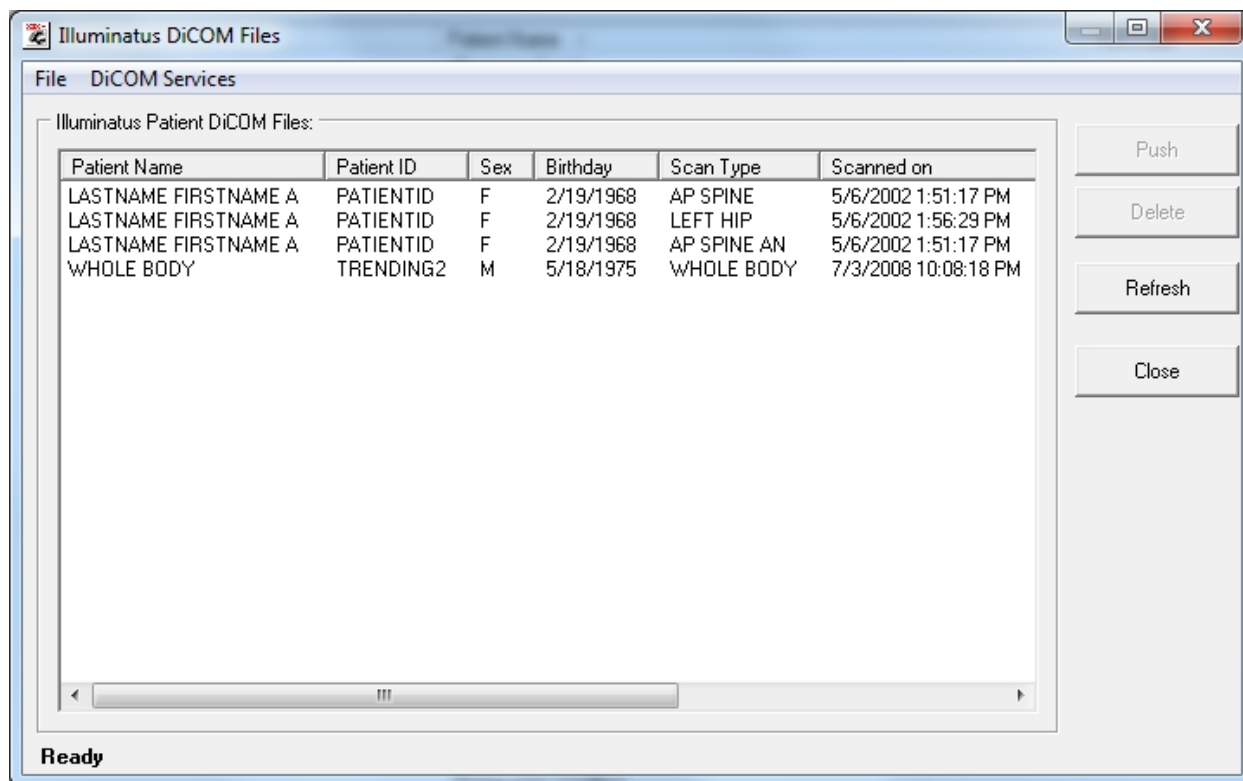 Illuminatus DiCOM Files
File DiCOM Services
Illuminatus Patient DiCOM Files:
Patient Name Patient ID Sex Birthday Scan Type Scanned on
LASTNAME FIRSTNAME A PATIENTID F 2/19/1968 AP SPINE 5/6/2002 1:51:17 PM
LASTNAME FIRSTNAME A PATIENTID F 2/19/1968 LEFT HIP 5/6/2002 1:56:29 PM
LASTNAME FIRSTNAME A PATIENTID F 2/19/1968 AP SPINE AN 5/6/2002 1:51:17 PM
WHOLE BODY TRENDING2 M 5/18/1975 WHOLE BODY 7/3/2008 10:08:18 PM
Push
Delete
Refresh
Close
Ready